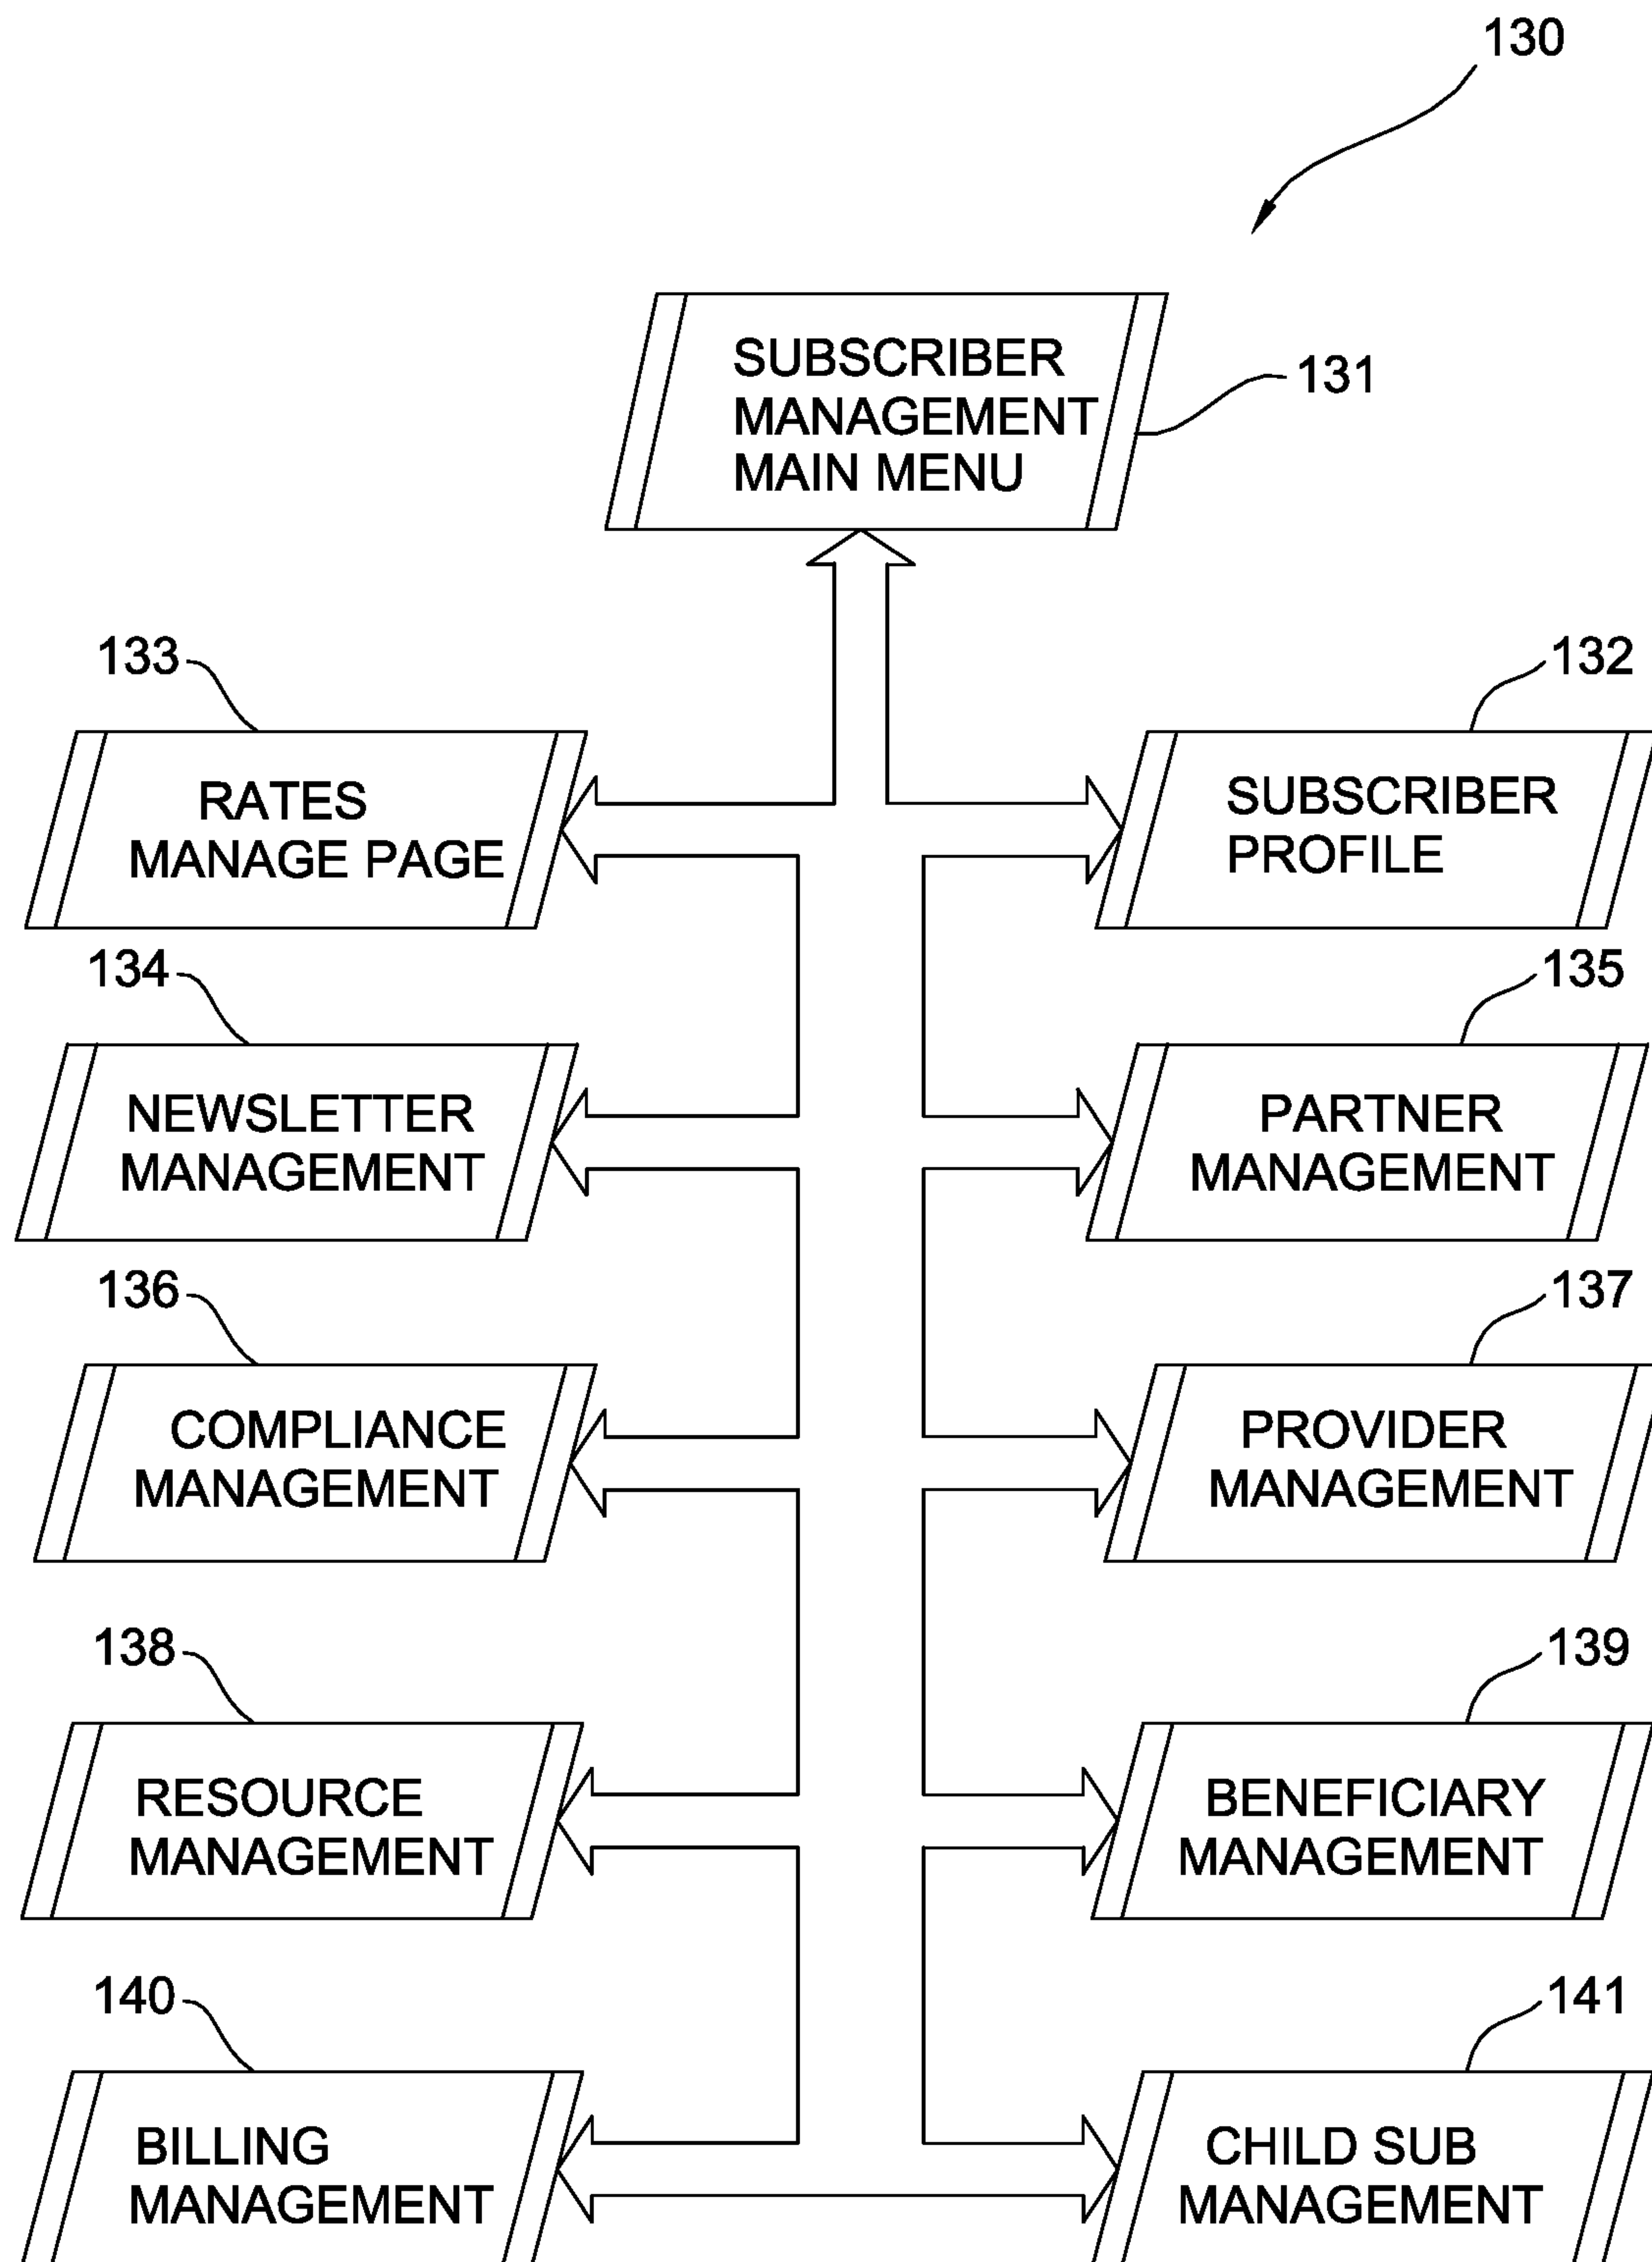 130
SUBSCRIBER
MANAGEMENT
MAIN MENU
131
133
RATES
MANAGE PAGE
132
SUBSCRIBER
PROFILE
134
NEWSLETTER
MANAGEMENT
135
PARTNER
MANAGEMENT
136
COMPLIANCE
MANAGEMENT
137
PROVIDER
MANAGEMENT
138
RESOURCE
MANAGEMENT
139
BENEFICIARY
MANAGEMENT
140
BILLING
MANAGEMENT
141
CHILD SUB
MANAGEMENT